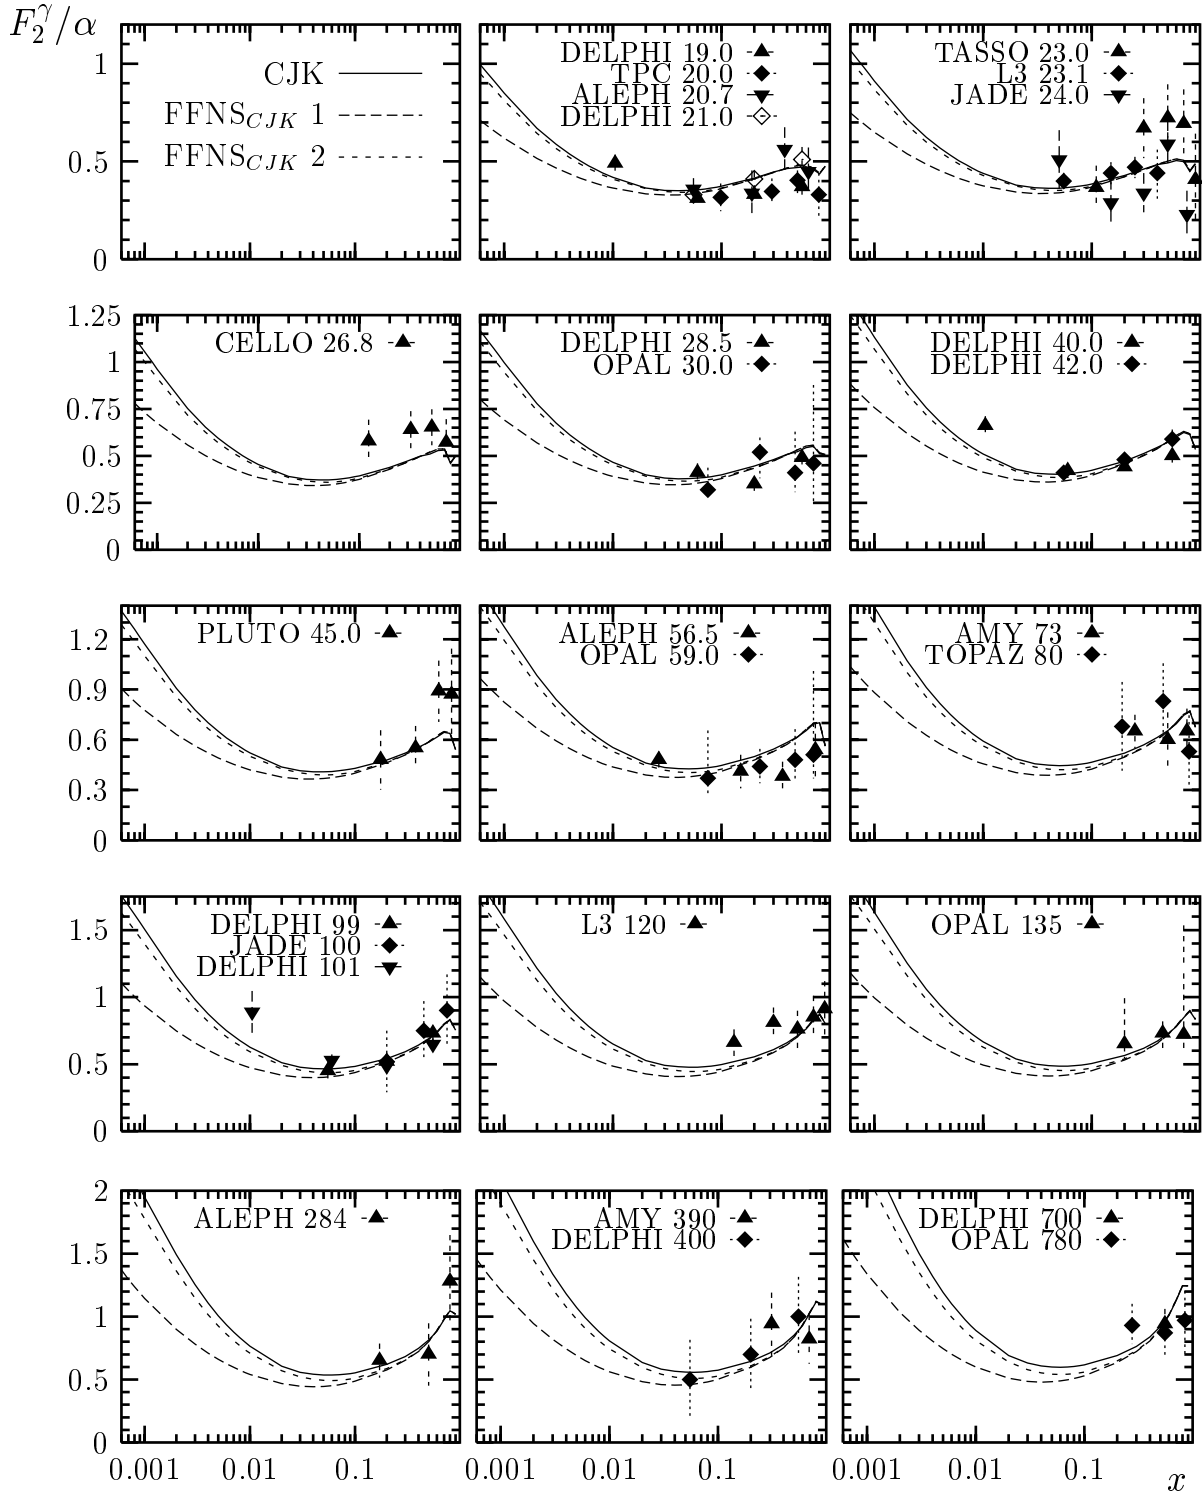 F₂^γ/α
1
0.5
0
CJK
FFNS_CJK 1
FFNS_CJK 2
DELPHI 19.0
TPC 20.0
ALEPH 20.7
DELPHI 21.0
TASSO 23.0
L3 23.1
JADE 24.0
1.25
1
0.75
0.5
0.25
0
CELLO 26.8
DELPHI 28.5
OPAL 30.0
DELPHI 40.0
DELPHI 42.0
1.2
0.9
0.6
0.3
0
PLUTO 45.0
ALEPH 56.5
OPAL 59.0
AMY 73
TOPAZ 80
1.5
1
0.5
0
DELPHI 99
JADE 100
DELPHI 101
L3 120
OPAL 135
2
1.5
1
0.5
0
ALEPH 284
AMY 390
DELPHI 400
DELPHI 700
OPAL 780
0.001 0.01 0.1 0.001 0.01 0.1 0.001 0.01 0.1
x